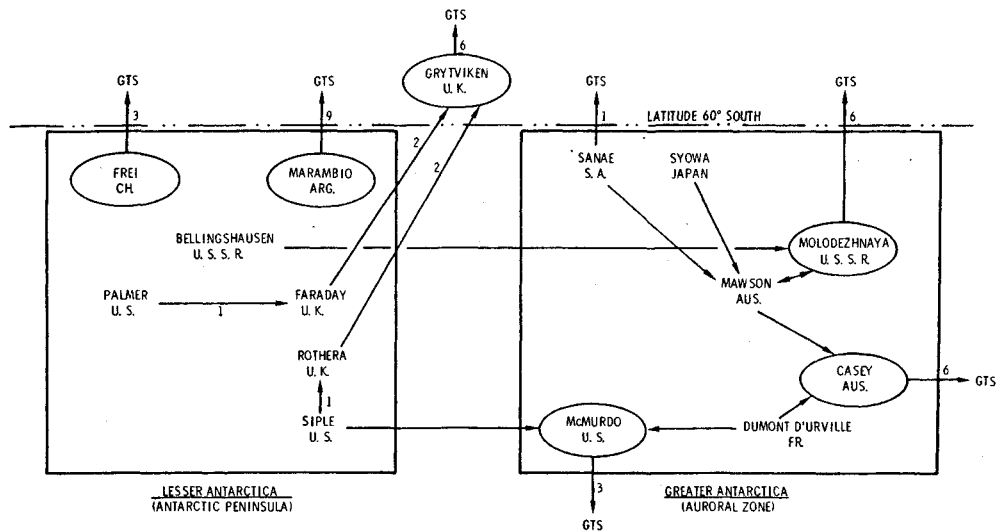 GTS
6
GRYTVIKEN
U. K.
GTS
3
GTS
9
GTS
1
LATITUDE 60° SOUTH
GTS
6
FREI
CH.
MARAMBIO
ARG.
2
2
SANAE
S. A.
SYOWA
JAPAN
BELLINGSHAUSEN
U. S. S. R.
MOLODEZHNAYA
U. S. S. R.
PALMER
U. S.
1
FARADAY
U. K.
MAWSON
AUS.
ROTHERA
U. K.
1
SIPLE
U. S.
CASEY
AUS.
6
GTS
McMURDO
U. S.
DUMONT D'URVILLE
FR.
3
GTS
LESSER ANTARCTICA
(ANTARCTIC PENINSULA)
GREATER ANTARCTICA
(AURORAL ZONE)